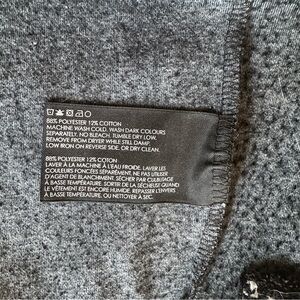 88% POLYESTER 12% COTTON
MACHINE WASH COLD. WASH DARK COLOURS
SEPARATELY. NO BLEACH. TUMBLE DRY LOW.
REMOVE FROM DRYER WHILE STILL DAMP.
LOW IRON ON REVERSE SIDE, OR DRY CLEAN.
88% POLYESTER 12% COTON
LAVER À LA MACHINE À L'EAU FROIDE. LAVER LES
COULEURS FONCÉES SÉPARÉMENT. NE PAS UTILISER
D'AGENT DE BLANCHIMENT. SÉCHER PAR CULBUTAGE
À BASSE TEMPÉRATURE. SORTIR DE LA SÉCHEUSE QUAND
LE VÊTEMENT EST ENCORE HUMIDE. REPASSER L'ENVERS
À BASSE TEMPÉRATURE, OU NETTOYER À SEC.